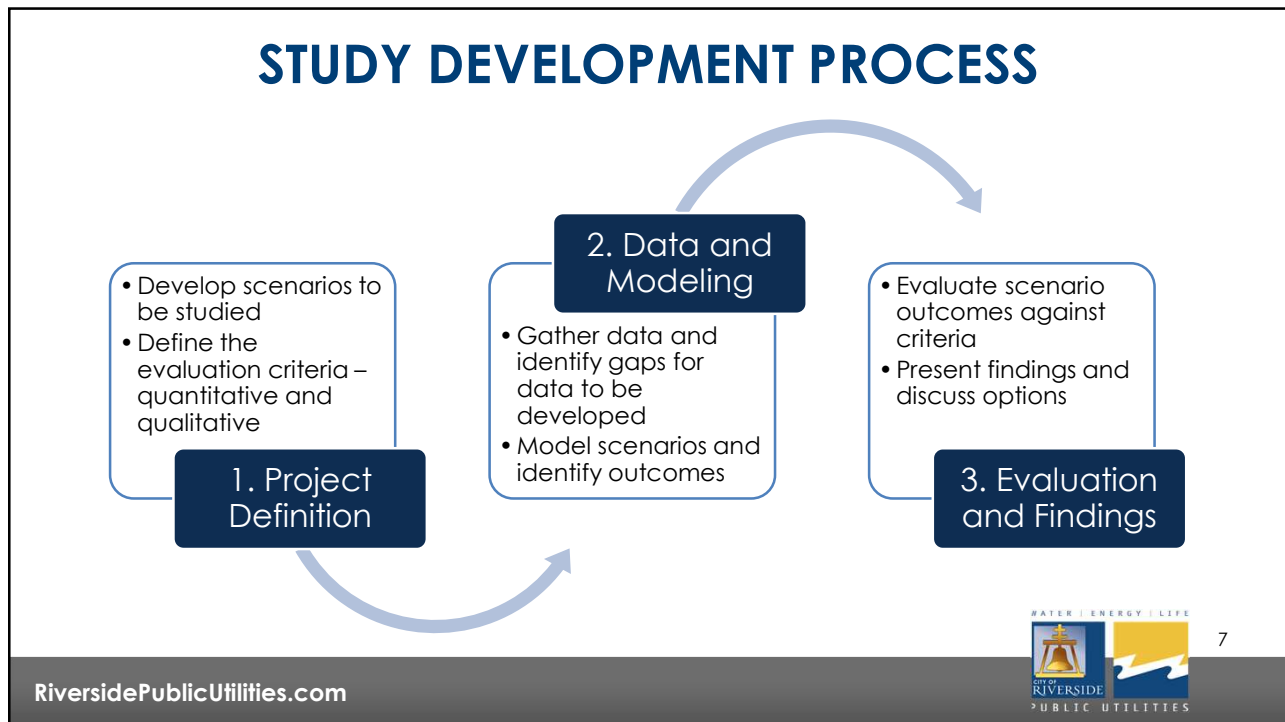 STUDY DEVELOPMENT PROCESS
• Develop scenarios to
be studied
• Define the
evaluation criteria –
quantitative and
qualitative
1. Project
Definition
2. Data and
Modeling
• Gather data and
identify gaps for
data to be
developed
• Model scenarios and
identify outcomes
• Evaluate scenario
outcomes against
criteria
• Present findings and
discuss options
3. Evaluation
and Findings
WATER | ENERGY | LIFE
CITY OF
RIVERSIDE
PUBLIC UTILITIES
7
RiversidePublicUtilities.com